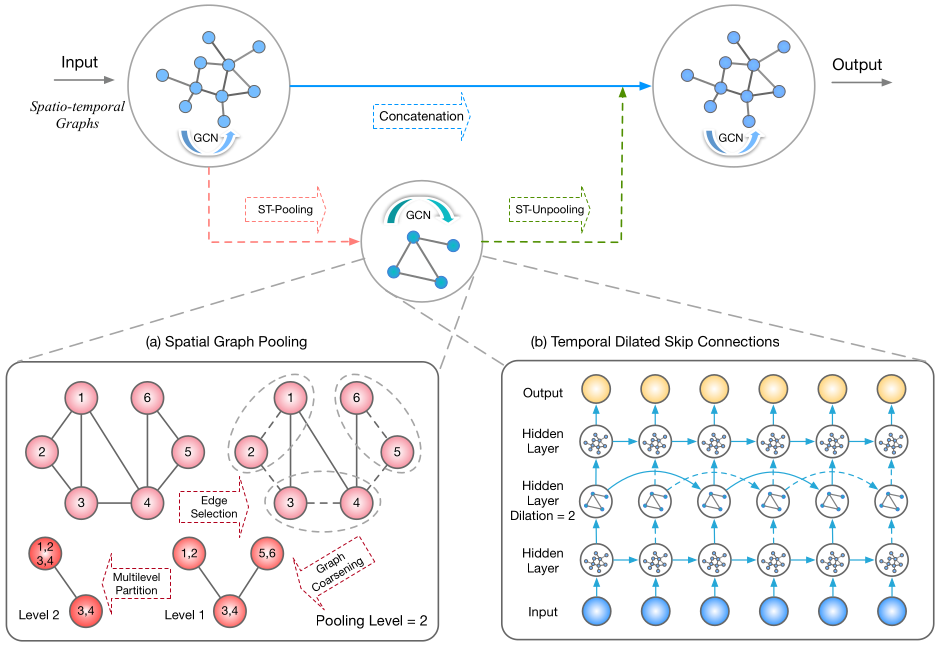 Input
Output
Spatio-temporal
Graphs
GCN
GCN
Concatenation
ST-Pooling
GCN
ST-Unpooling
(a) Spatial Graph Pooling
1
6
2
5
3
4
1
6
2
5
3
4
Edge
Selection
1,2
3,4
3,4
Level 2
Multilevel
Partition
1,2
5,6
3,4
Level 1
Graph
Coarsening
Pooling Level = 2
(b) Temporal Dilated Skip Connections
Output
Hidden
Layer
Hidden
Layer
Dilation = 2
Hidden
Layer
Input